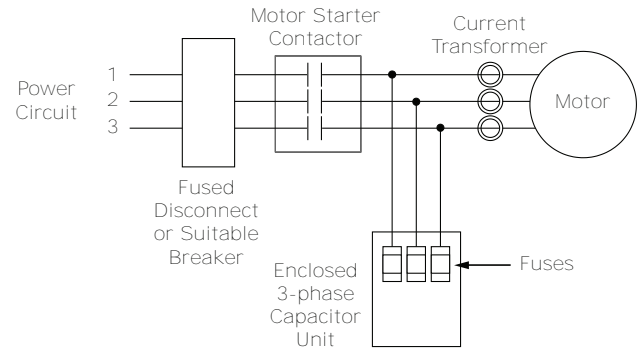 Motor Starter
Contactor
Current
Transformer
Power
Circuit
1
2
3
Motor
Fused
Disconnect
or Suitable
Breaker
Enclosed
3-phase
Capacitor
Unit
Fuses